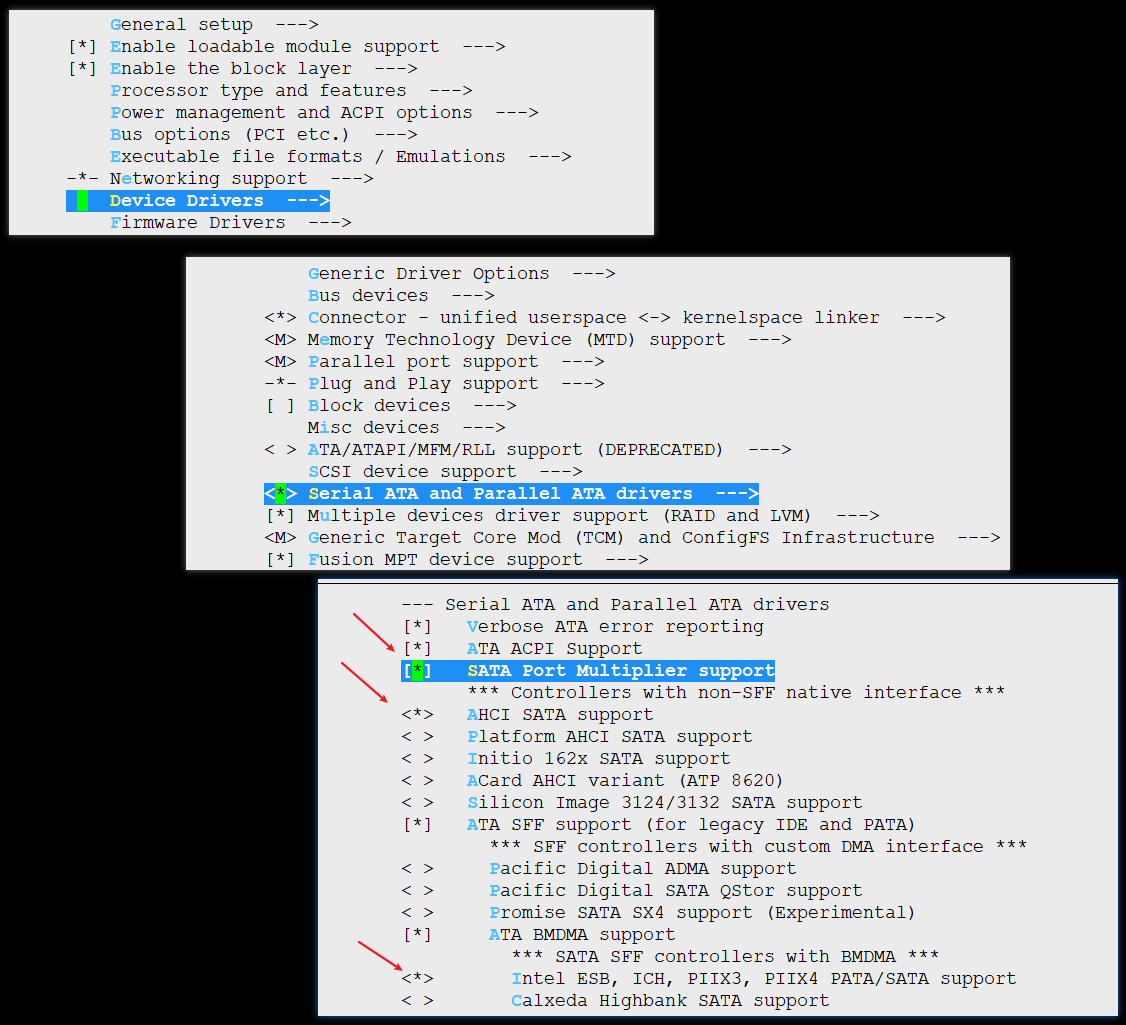 General setup  --->
[*] Enable loadable module support  --->
[*] Enable the block layer  --->
Processor type and features  --->
Power management and ACPI options  --->
Bus options (PCI etc.)  --->
Executable file formats / Emulations  --->
-*- Networking support  --->
Device Drivers  --->
Firmware Drivers  --->
Generic Driver Options  --->
Bus devices  --->
<*> Connector - unified userspace <-> kernelspace linker  --->
<M> Memory Technology Device (MTD) support  --->
<M> Parallel port support  --->
-*- Plug and Play support  --->
[ ] Block devices  --->
Misc devices  --->
< > ATA/ATAPI/MFM/RLL support (DEPRECATED)  --->
SCSI device support  --->
<*> Serial ATA and Parallel ATA drivers  --->
[*] Multiple devices driver support (RAID and LVM)  --->
<M> Generic Target Core Mod (TCM) and ConfigFS Infrastructure  --->
[*] Fusion MPT device support  --->
--- Serial ATA and Parallel ATA drivers
[*]   Verbose ATA error reporting
[*]   ATA ACPI Support
[*]   SATA Port Multiplier support
*** Controllers with non-SFF native interface ***
<*>   AHCI SATA support
< >   Platform AHCI SATA support
< >   Initio 162x SATA support
< >   ACard AHCI variant (ATP 8620)
< >   Silicon Image 3124/3132 SATA support
[*]   ATA SFF support (for legacy IDE and PATA)
*** SFF controllers with custom DMA interface ***
< >     Pacific Digital ADMA support
< >     Pacific Digital SATA QStor support
< >     Promise SATA SX4 support (Experimental)
[*]     ATA BMDMA support
*** SATA SFF controllers with BMDMA ***
<*>       Intel ESB, ICH, PIIX3, PIIX4 PATA/SATA support
< >       Calxeda Highbank SATA support